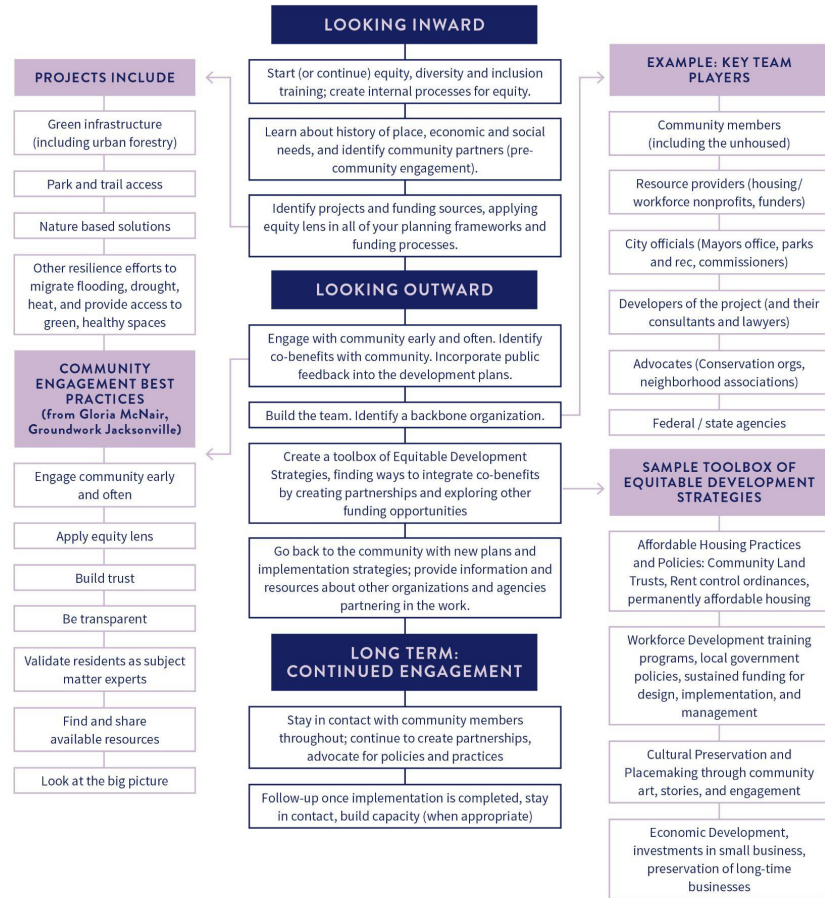 LOOKING INWARD
Start (or continue) equity, diversity and inclusion
training; create internal processes for equity.
Learn about history of place, economic and social
needs, and identify community partners (pre-
community engagement).
Identify projects and funding sources, applying
equity lens in all of your planning frameworks and
funding processes.
PROJECTS INCLUDE
Green infrastructure
(including urban forestry)
Park and trail access
Nature based solutions
Other resilience efforts to
migrate flooding, drought,
heat, and provide access to
green, healthy spaces
LOOKING OUTWARD
Engage with community early and often. Identify
co-benefits with community. Incorporate public
feedback into the development plans.
Build the team. Identify a backbone organization.
Create a toolbox of Equitable Development
Strategies, finding ways to integrate co-benefits
by creating partnerships and exploring other
funding opportunities
Go back to the community with new plans and
implementation strategies; provide information and
resources about other organizations and agencies
partnering in the work.
COMMUNITY
ENGAGEMENT BEST
PRACTICES
(from Gloria McNair,
Groundwork Jacksonville)
Engage community early
and often
Apply equity lens
Build trust
Be transparent
Validate residents as subject
matter experts
Find and share
available resources
Look at the big picture
EXAMPLE: KEY TEAM
PLAYERS
Community members
(including the unhoused)
Resource providers (housing/
workforce nonprofits, funders)
City officials (Mayors office, parks
and rec, commissioners)
Developers of the project (and their
consultants and lawyers)
Advocates (Conservation orgs,
neighborhood associations)
Federal / state agencies
SAMPLE TOOLBOX OF
EQUITABLE DEVELOPMENT
STRATEGIES
Affordable Housing Practices
and Policies: Community Land
Trusts, Rent control ordinances,
permanently affordable housing
Workforce Development training
programs, local government
policies, sustained funding for
design, implementation, and
management
Cultural Preservation and
Placemaking through community
art, stories, and engagement
Economic Development,
investments in small business,
preservation of long-time
businesses
LONG TERM:
CONTINUED ENGAGEMENT
Stay in contact with community members
throughout; continue to create partnerships,
advocate for policies and practices
Follow-up once implementation is completed, stay
in contact, build capacity (when appropriate)